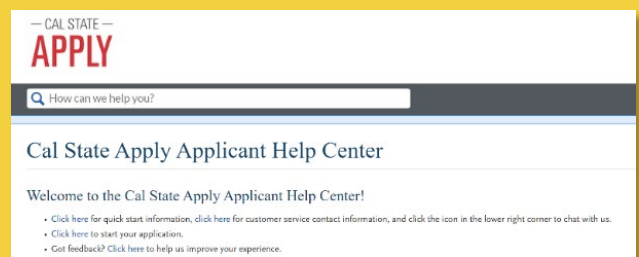 — CAL STATE —
APPLY
How can we help you?
Cal State Apply Applicant Help Center
Welcome to the Cal State Apply Applicant Help Center!
• Click here for quick start information, click here for customer service contact information, and click the icon in the lower right corner to chat with us.
• Click here to start your application.
• Got feedback? Click here to help us improve your experience.